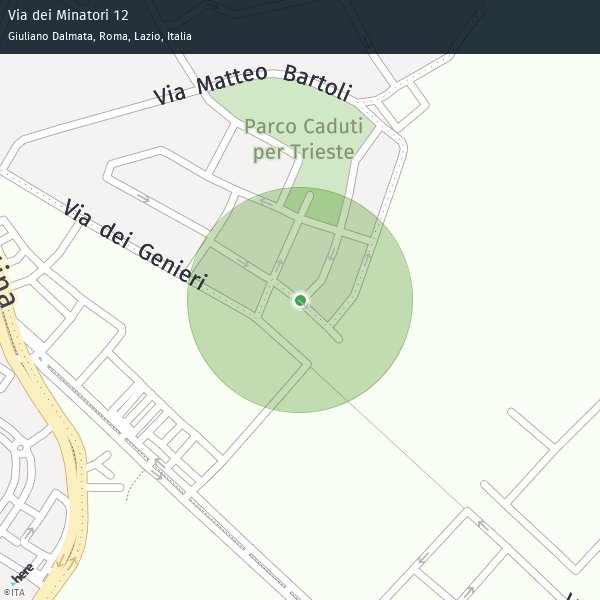 Via dei Minatori 12
Giuliano Dalmata, Roma, Lazio, Italia
Via Matteo Bartoli
Parco Caduti
per Trieste
Via dei Genieri
here
©ITA